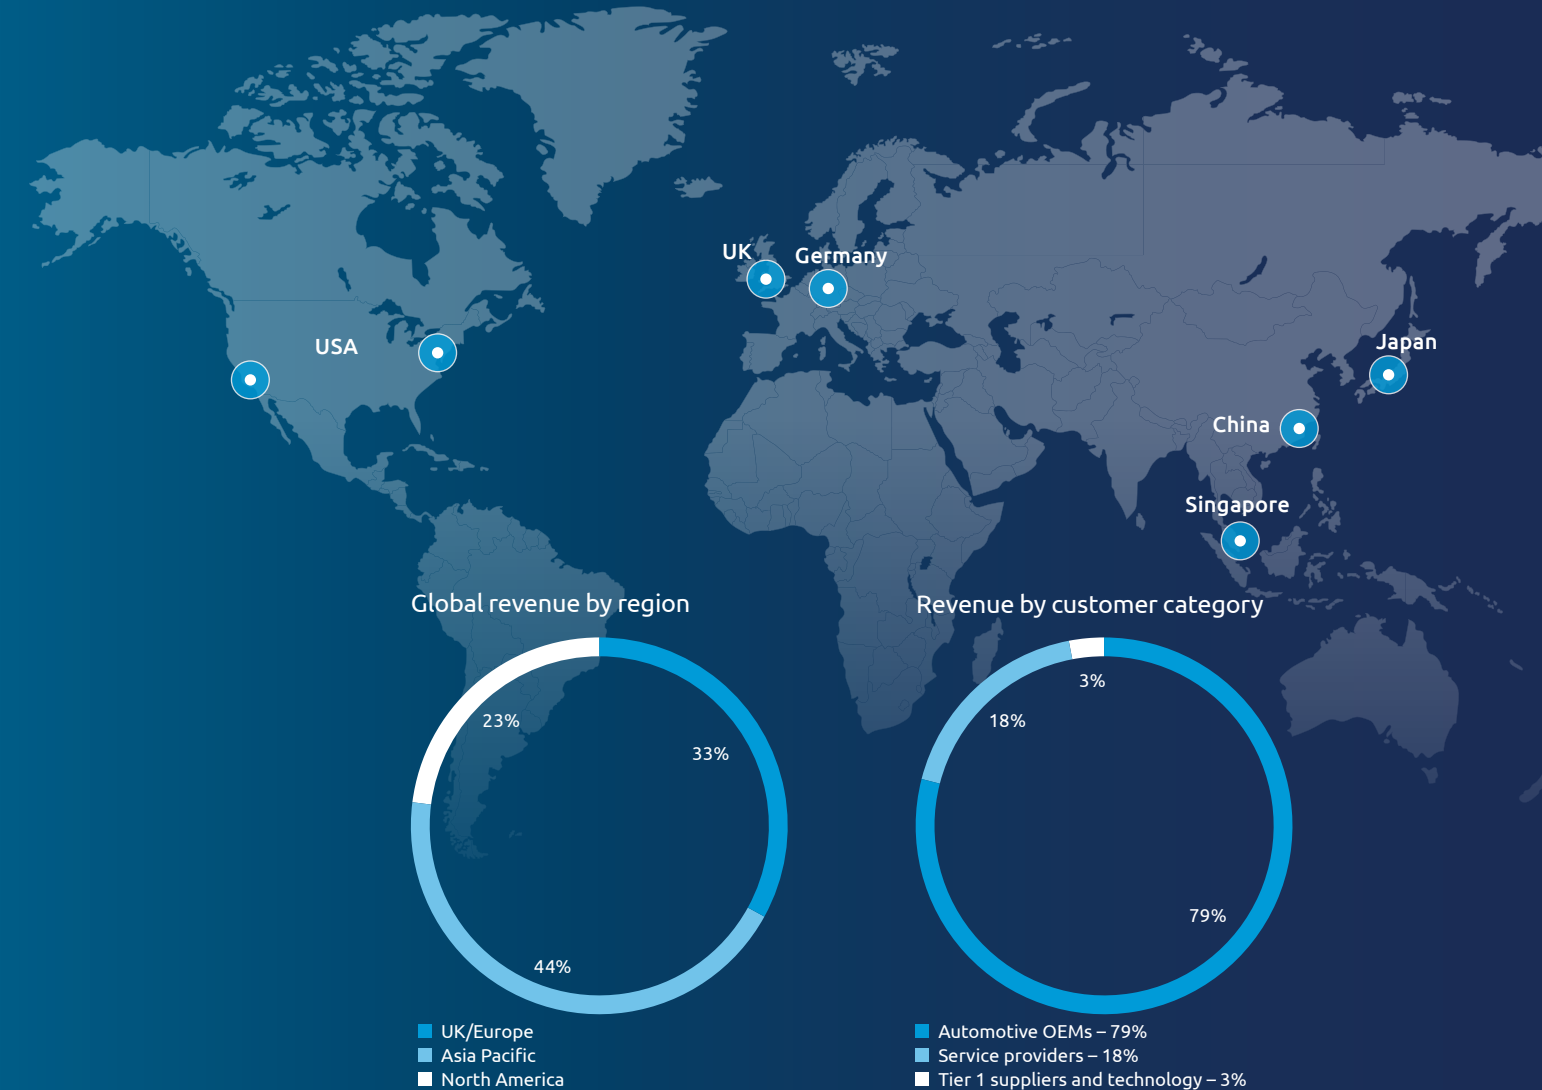 UK
Germany
USA
Japan
China
Singapore
Global revenue by region
23%
33%
44%
UK/Europe
Asia Pacific
North America
Revenue by customer category
3%
18%
79%
Automotive OEMs – 79%
Service providers – 18%
Tier 1 suppliers and technology – 3%